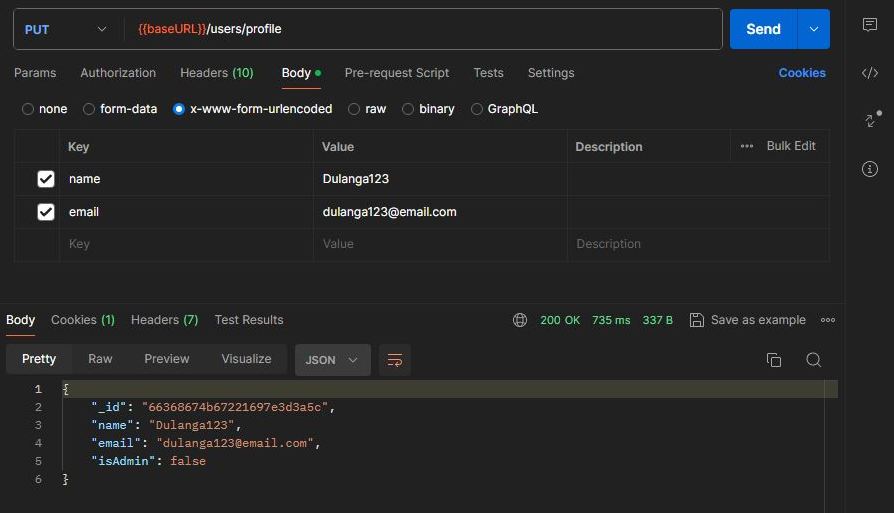 PUT {{baseURL}}/users/profile Send
Params Authorization Headers (10) Body Pre-request Script Tests Settings Cookies
none form-data x-www-form-urlencoded raw binary GraphQL
Key Value Description ••• Bulk Edit
name Dulanga123
email dulanga123@email.com
Key Value Description
Body Cookies (1) Headers (7) Test Results 200 OK 735 ms 337 B Save as example
Pretty Raw Preview Visualize JSON
1 {
2 "_id": "66368674b67221697e3d3a5c",
3 "name": "Dulanga123",
4 "email": "dulanga123@email.com",
5 "isAdmin": false
6 }